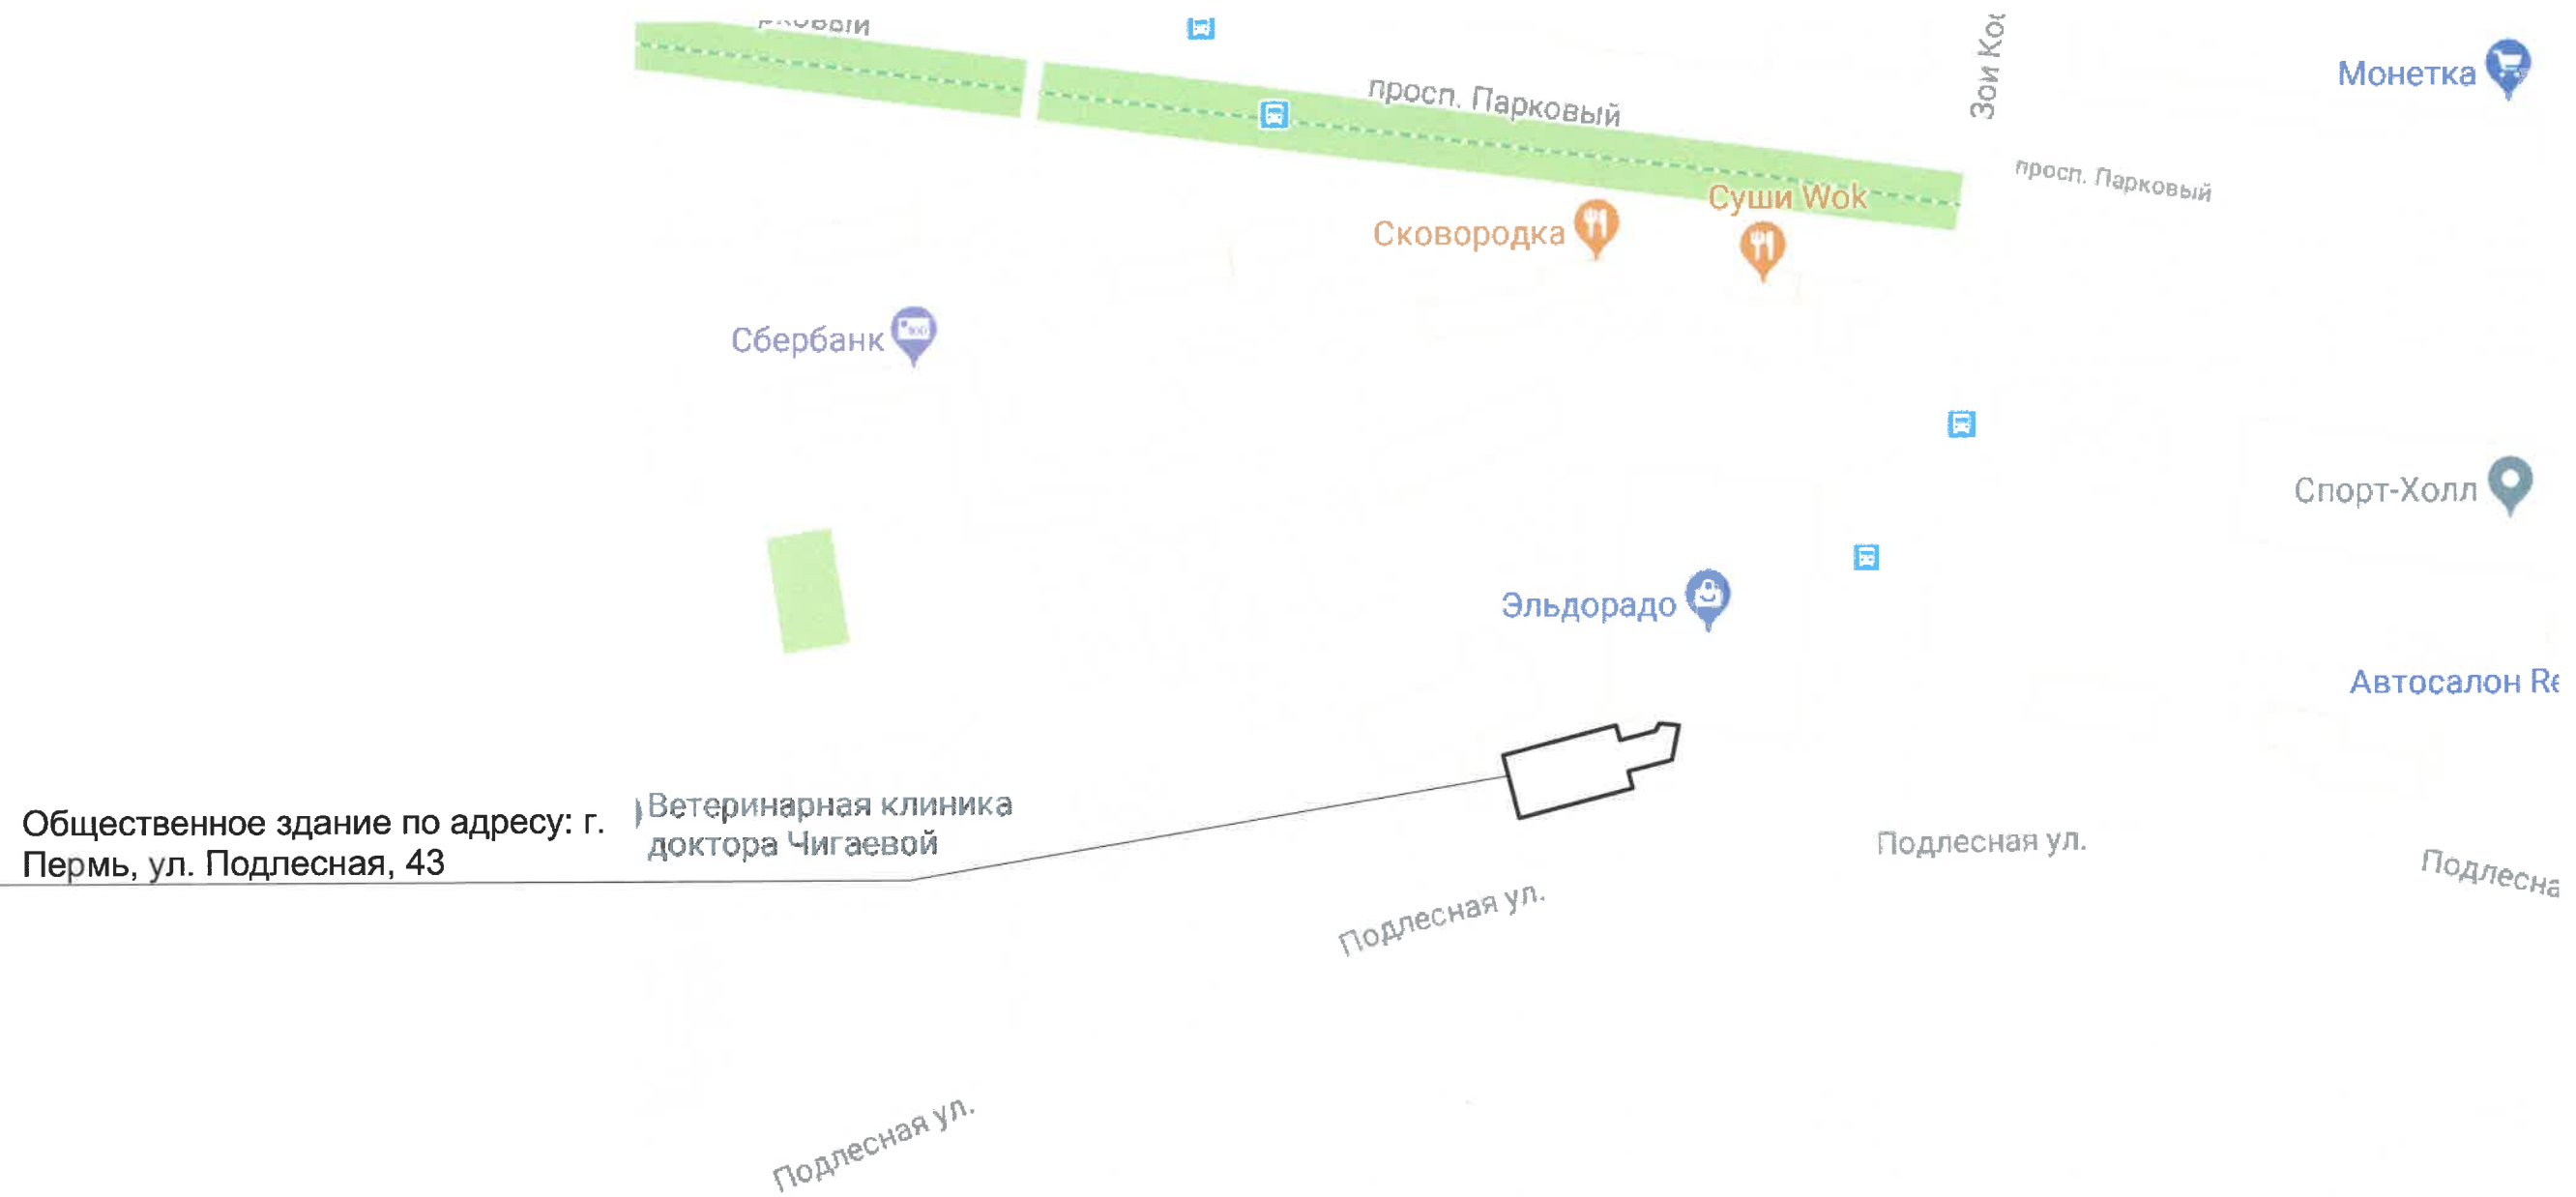 просп. Парковый
Зои Кос
Монетка
просп. Парковый
Суши Wok
Сковородка
Сбербанк
Спорт-Холл
Эльдорадо
Автосалон Re
Общественное здание по адресу: г.
Пермь, ул. Подлесная, 43
Ветеринарная клиника
доктора Чигаевой
Подлесная ул.
Подлесна
Подлесная ул.
Подлесная ул.